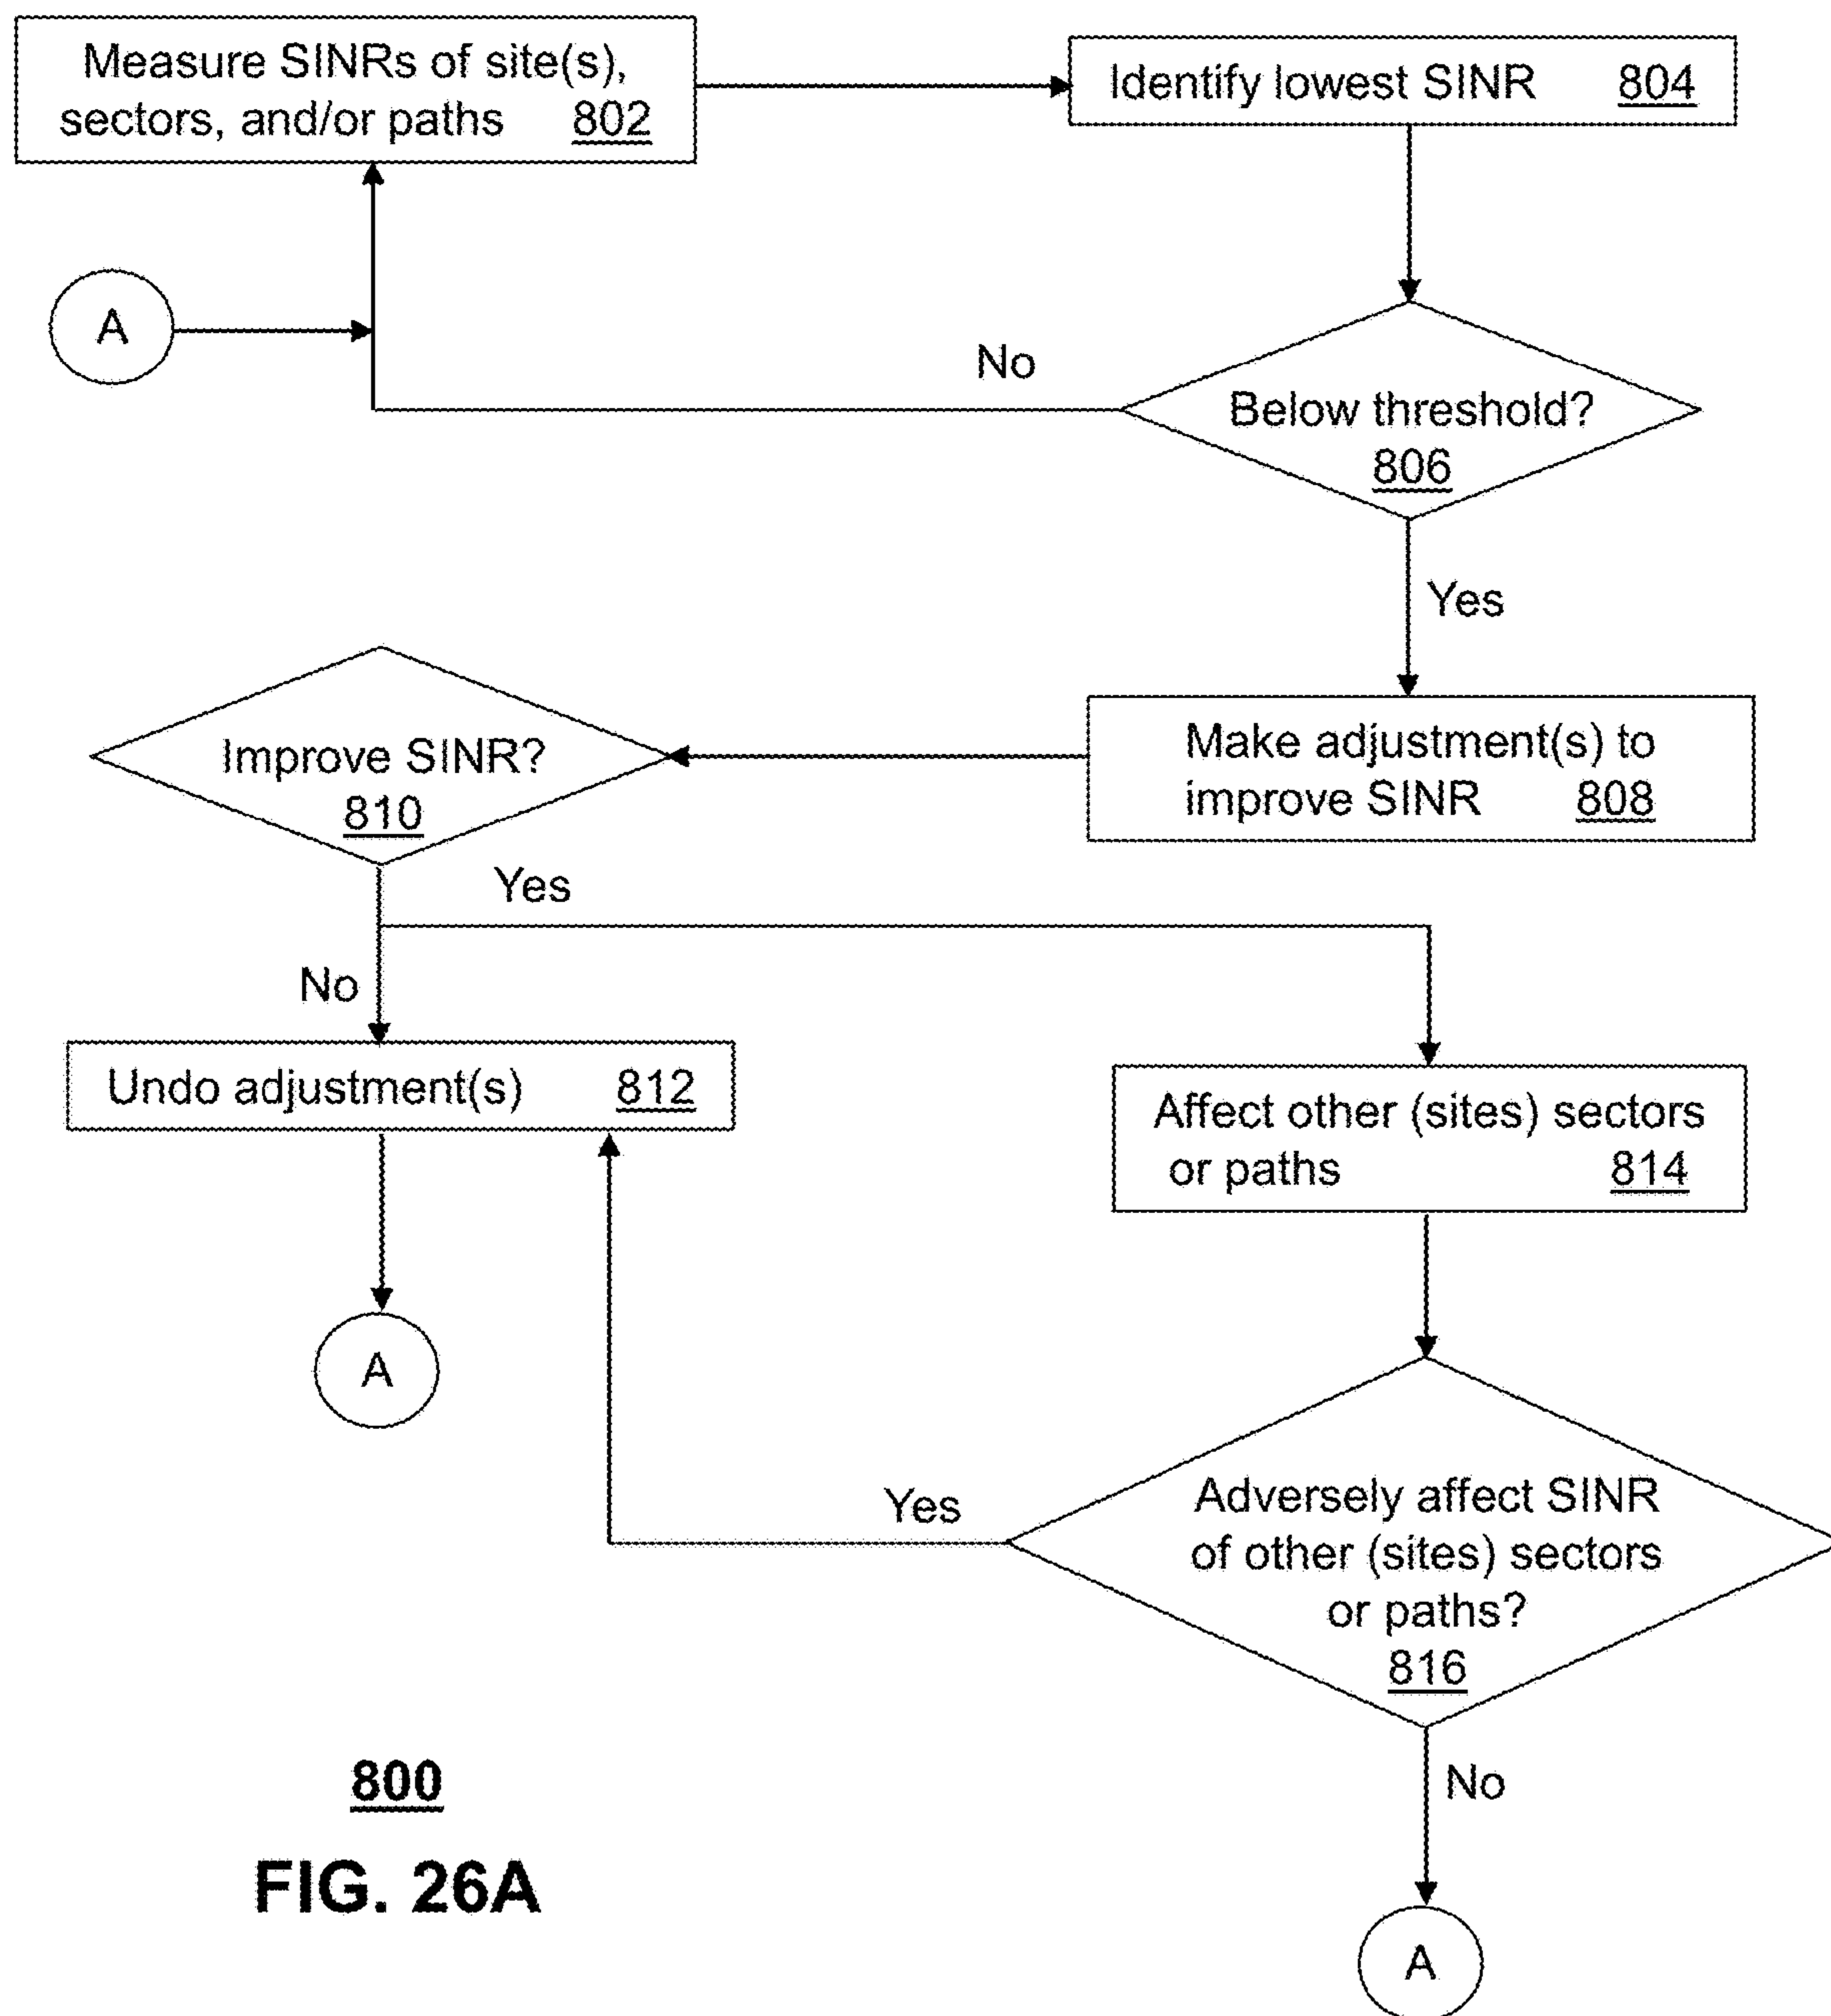 Measure SINRs of site(s),
sectors, and/or paths 802
Identify lowest SINR 804
A
No
Below threshold?
806
Yes
Improve SINR?
810
Make adjustment(s) to
improve SINR 808
Yes
No
Undo adjustment(s) 812
Affect other (sites) sectors
or paths 814
A
Yes
Adversely affect SINR
of other (sites) sectors
or paths?
816
No
800
FIG. 26A
A